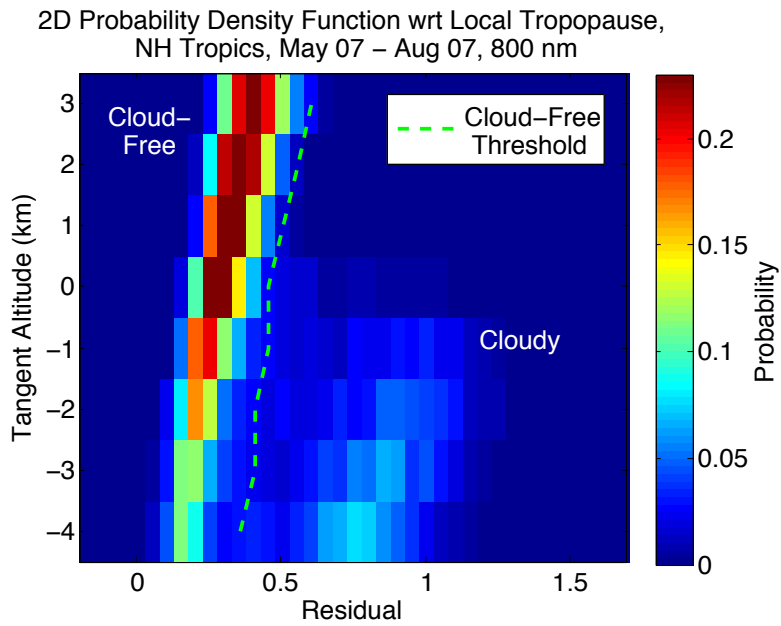 2D Probability Density Function wrt Local Tropopause,
NH Tropics, May 07 − Aug 07, 800 nm
Cloud−
Free
Cloud−Free
Threshold
Cloudy
Tangent Altitude (km)
3
2
1
0
−1
−2
−3
−4
0
0.5
1
1.5
Residual
0.2
0.15
0.1
0.05
0
Probability